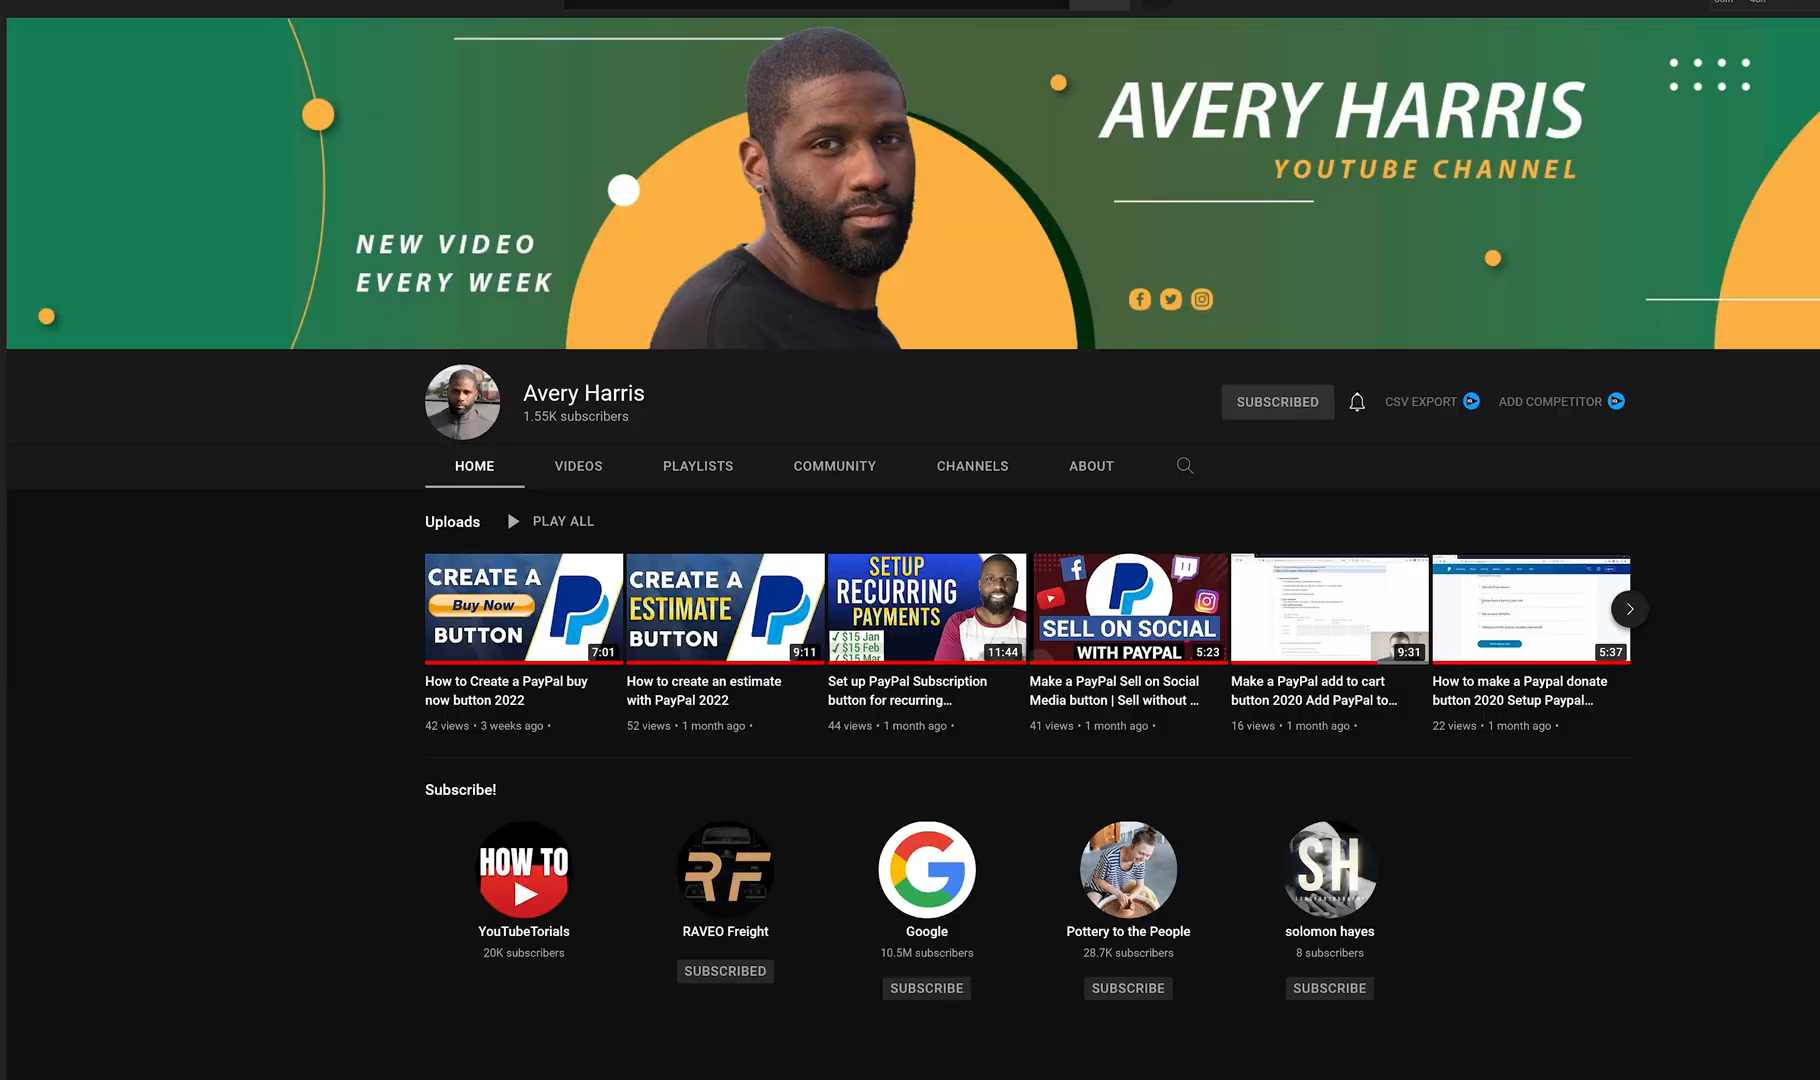 AVERY HARRIS
YOUTUBE CHANNEL
NEW VIDEO
EVERY WEEK
Avery Harris
1.55K subscribers
SUBSCRIBED
CSV EXPORT
ADD COMPETITOR
HOME
VIDEOS
PLAYLISTS
COMMUNITY
CHANNELS
ABOUT
Uploads
PLAY ALL
CREATE A
Buy Now
BUTTON
7:01
CREATE A
ESTIMATE
BUTTON
9:11
SETUP
RECURRING
PAYMENTS
$15 Jan
$15 Feb
$15 Mar
11:44
SELL ON SOCIAL
WITH PAYPAL
5:23
9:31
5:37
How to Create a PayPal buy
now button 2022
42 views • 3 weeks ago •
How to create an estimate
with PayPal 2022
52 views • 1 month ago •
Set up PayPal Subscription
button for recurring...
44 views • 1 month ago •
Make a PayPal Sell on Social
Media button | Sell without ...
41 views • 1 month ago •
Make a PayPal add to cart
button 2020 Add PayPal to...
16 views • 1 month ago •
How to make a Paypal donate
button 2020 Setup Paypal...
22 views • 1 month ago •
Subscribe!
HOW TO
YouTubeTorials
20K subscribers
RF
RAVEO Freight
SUBSCRIBED
G
Google
10.5M subscribers
SUBSCRIBE
Pottery to the People
28.7K subscribers
SUBSCRIBE
SH
solomon hayes
8 subscribers
SUBSCRIBE